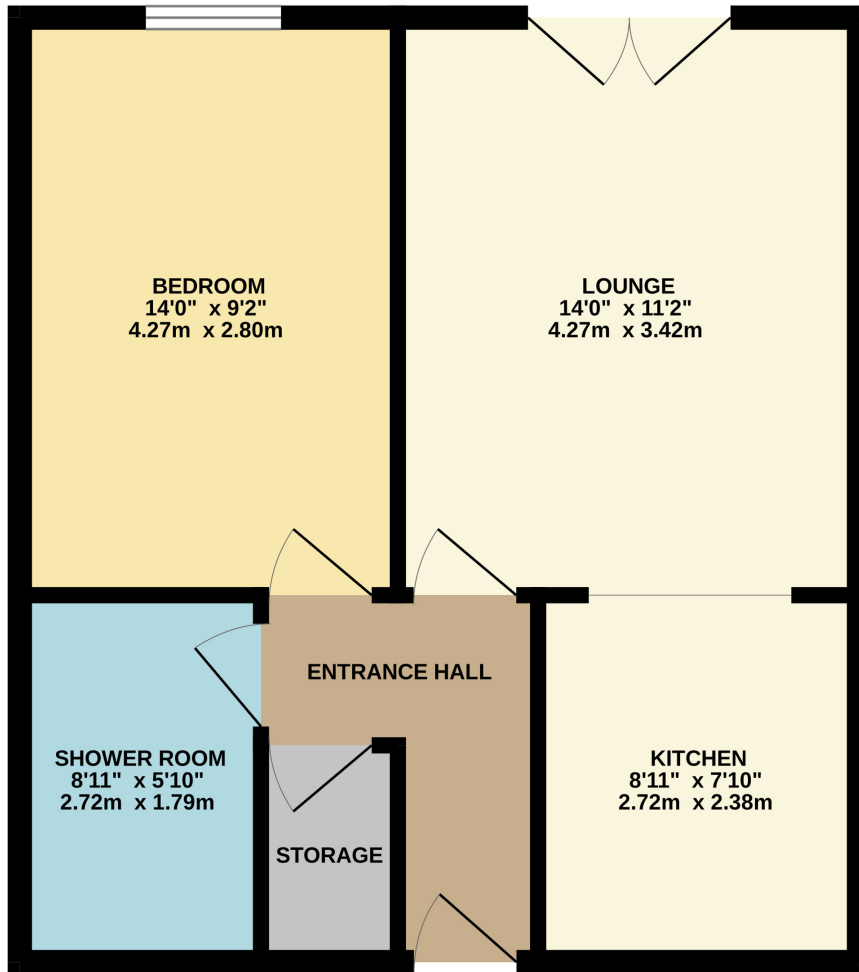 BEDROOM
14'0" x 9'2"
4.27m x 2.80m
LOUNGE
14'0" x 11'2"
4.27m x 3.42m
ENTRANCE HALL
SHOWER ROOM
8'11" x 5'10"
2.72m x 1.79m
KITCHEN
8'11" x 7'10"
2.72m x 2.38m
STORAGE